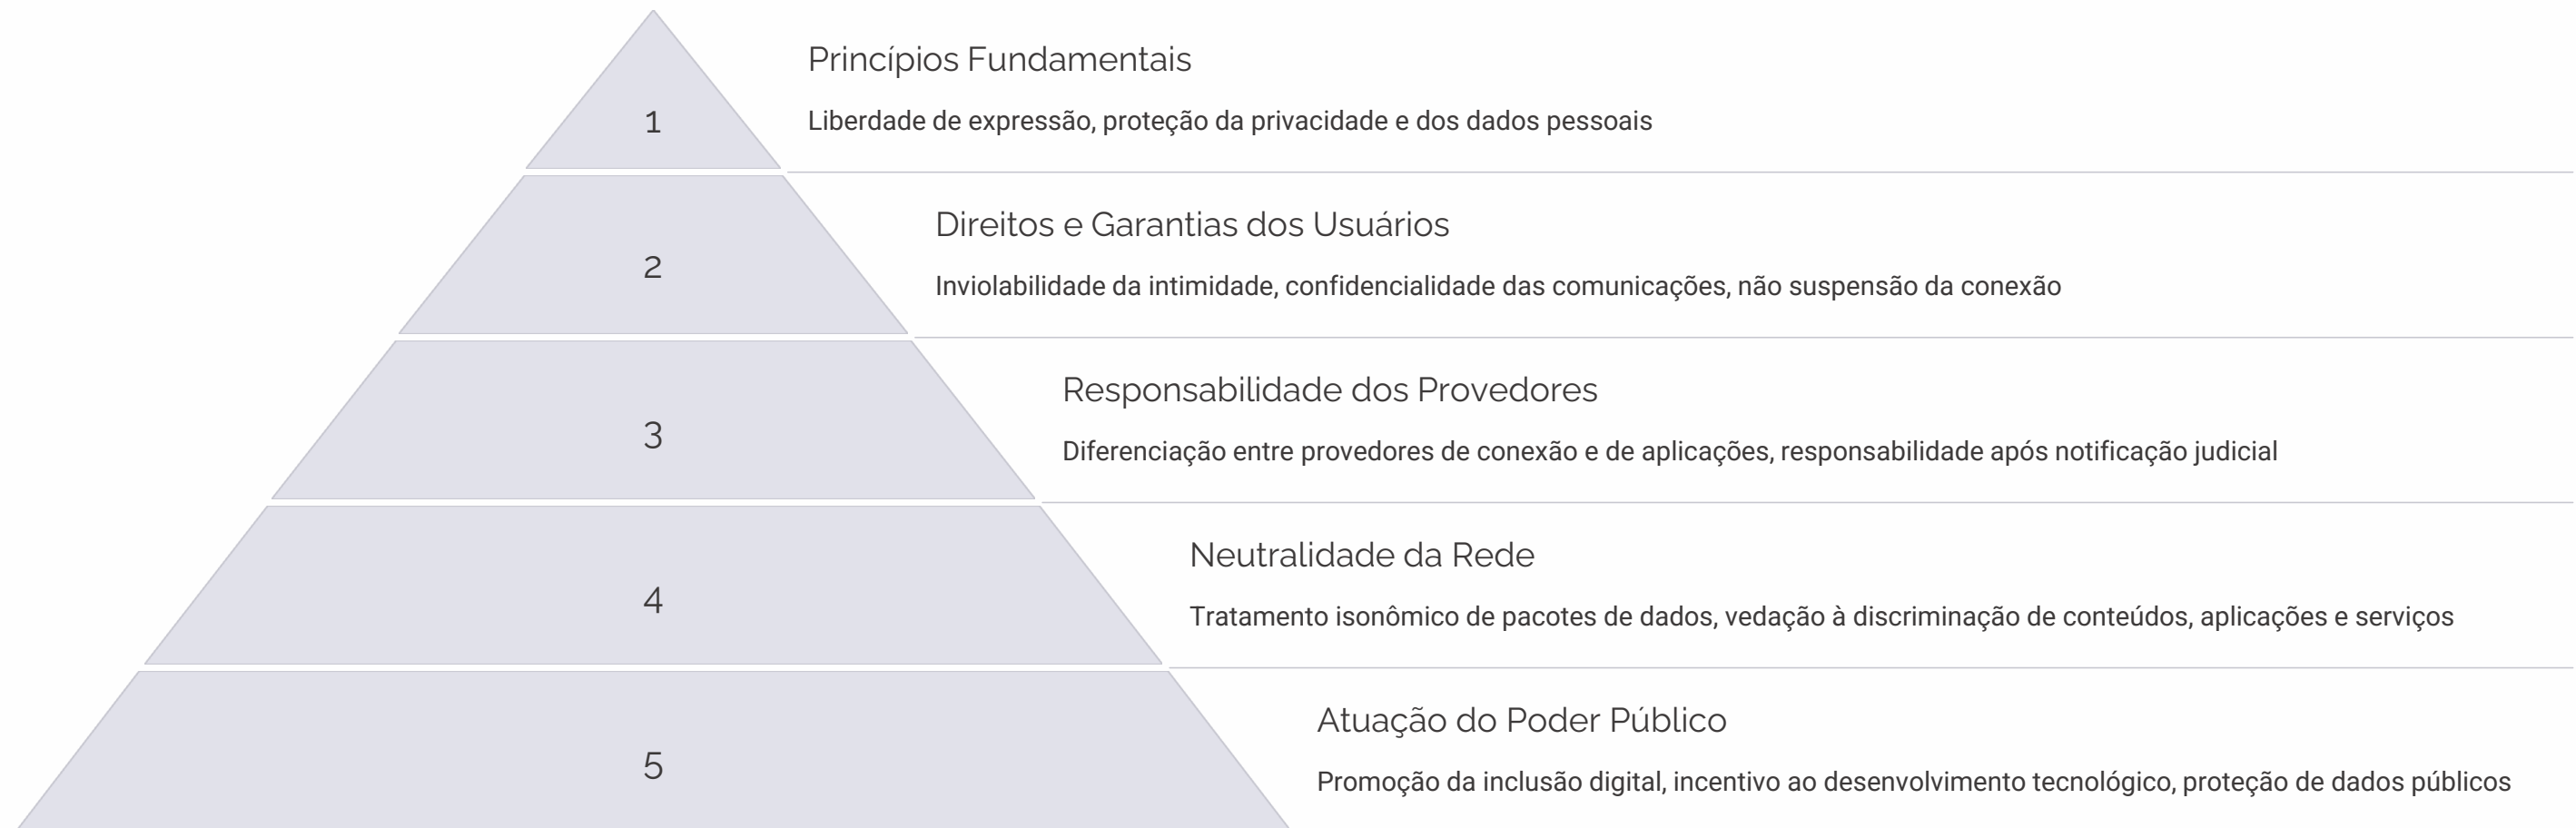 1
Princípios Fundamentais
Liberdade de expressão, proteção da privacidade e dos dados pessoais
2
Direitos e Garantias dos Usuários
Inviolabilidade da intimidade, confidencialidade das comunicações, não suspensão da conexão
3
Responsabilidade dos Provedores
Diferenciação entre provedores de conexão e de aplicações, responsabilidade após notificação judicial
4
Neutralidade da Rede
Tratamento isonômico de pacotes de dados, vedação à discriminação de conteúdos, aplicações e serviços
5
Atuação do Poder Público
Promoção da inclusão digital, incentivo ao desenvolvimento tecnológico, proteção de dados públicos